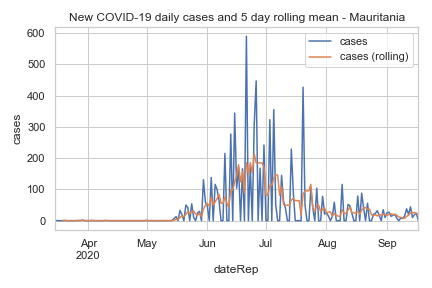 New COVID-19 daily cases and 5 day rolling mean - Mauritania
cases
cases (rolling)
600
500
400
300
200
100
0
cases
Apr May Jun Jul Aug Sep
2020
dateRep